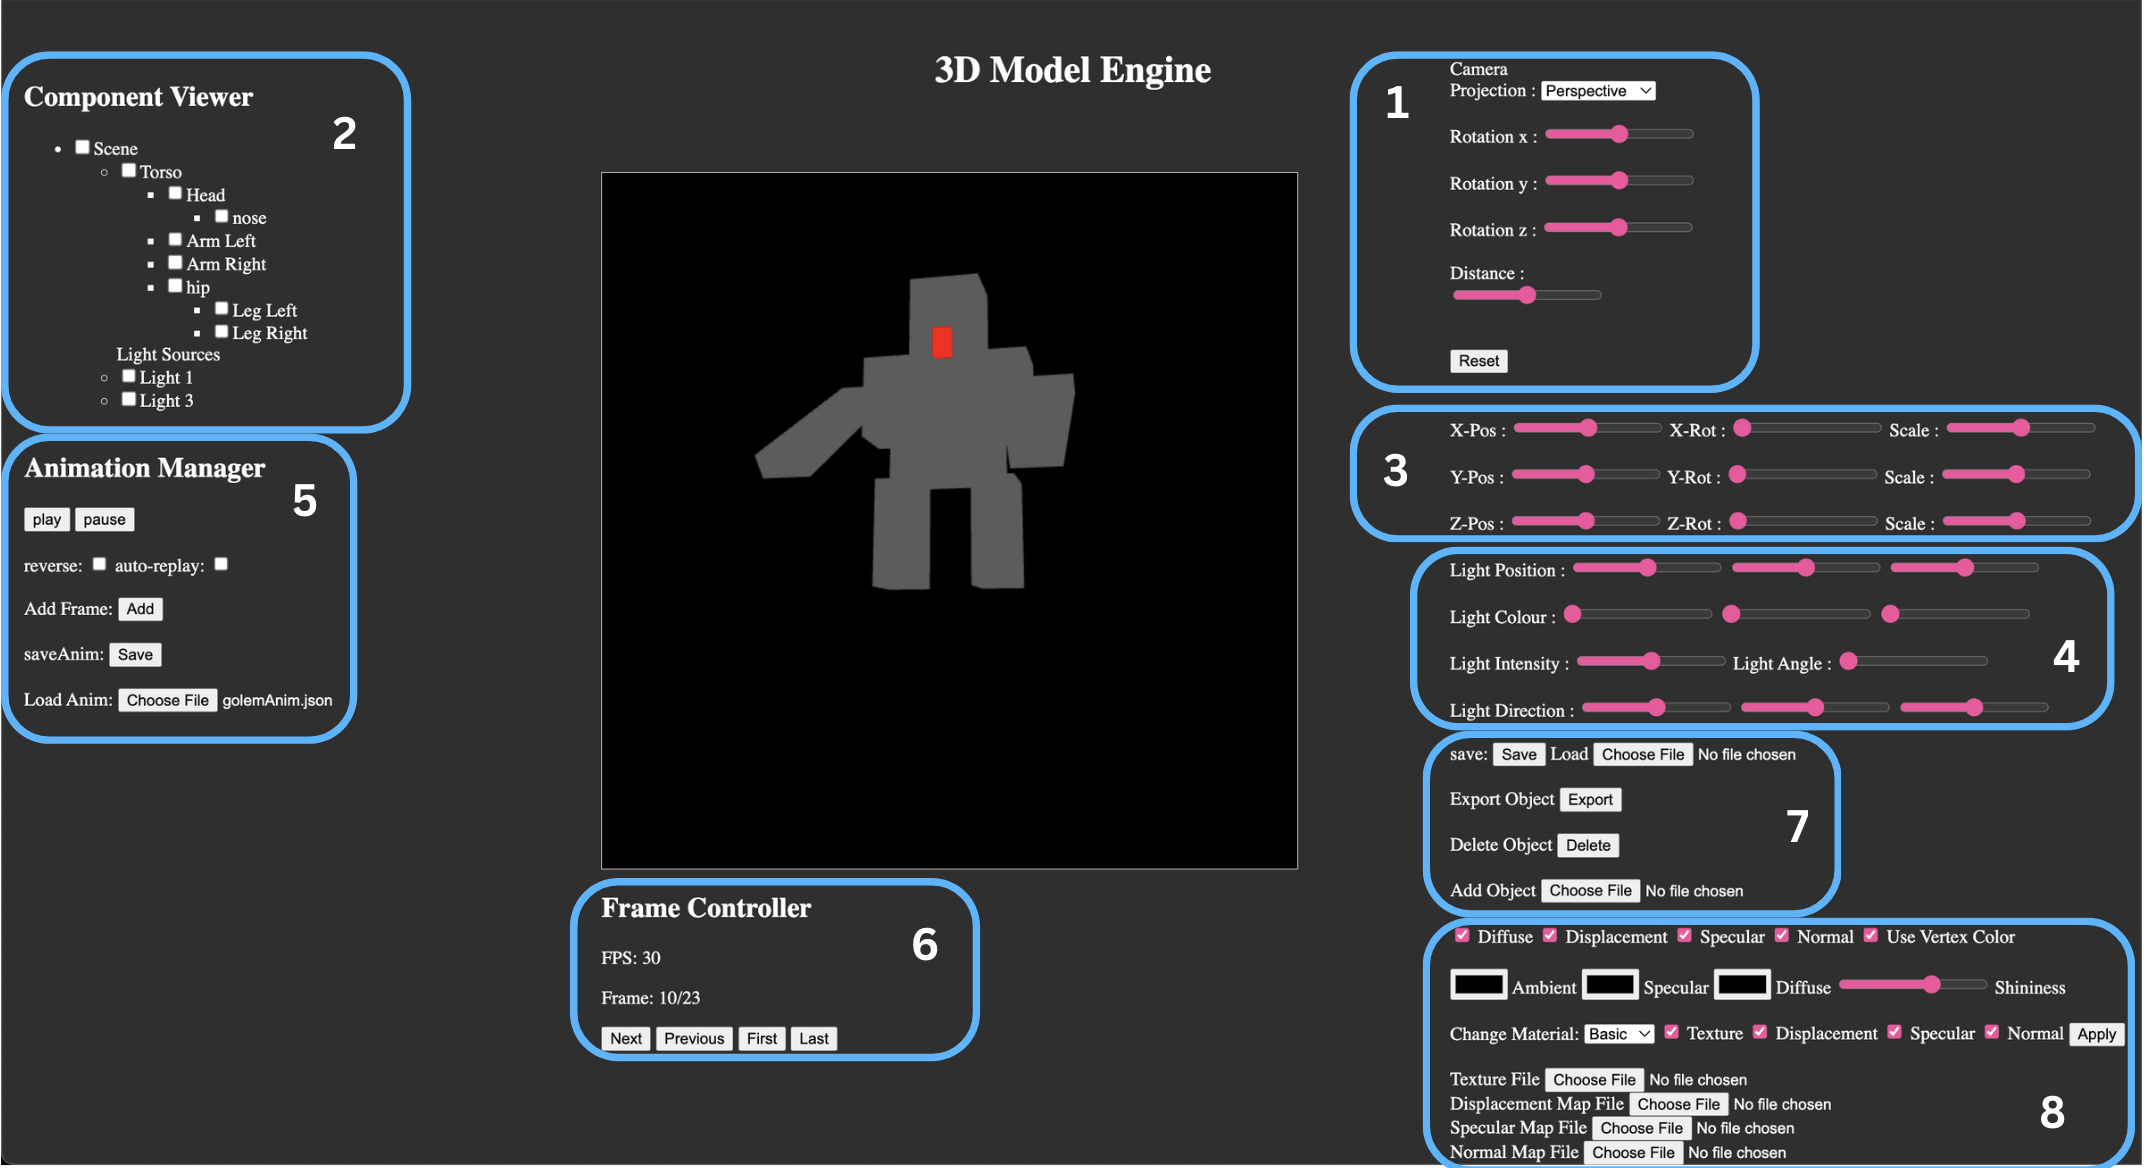 3D Model Engine
Component Viewer
2
Scene
Torso
Head
nose
Arm Left
Arm Right
hip
Leg Left
Leg Right
Light Sources
Light 1
Light 3
Animation Manager
5
play pause
reverse: auto-replay:
Add Frame: Add
saveAnim: Save
Load Anim: Choose File golemAnim.json
Frame Controller
6
FPS: 30
Frame: 10/23
Next Previous First Last
Camera
1
Projection : Perspective
Rotation x :
Rotation y :
Rotation z :
Distance :
Reset
X-Pos : X-Rot : Scale :
3
Y-Pos : Y-Rot : Scale :
Z-Pos : Z-Rot : Scale :
Light Position :
Light Colour :
4
Light Intensity : Light Angle :
Light Direction :
save: Save Load Choose File No file chosen
Export Object Export
7
Delete Object Delete
Add Object Choose File No file chosen
Diffuse Displacement Specular Normal Use Vertex Color
Ambient Specular Diffuse Shininess
Change Material: Basic Texture Displacement Specular Normal Apply
Texture File Choose File No file chosen
Displacement Map File Choose File No file chosen
8
Specular Map File Choose File No file chosen
Normal Map File Choose File No file chosen